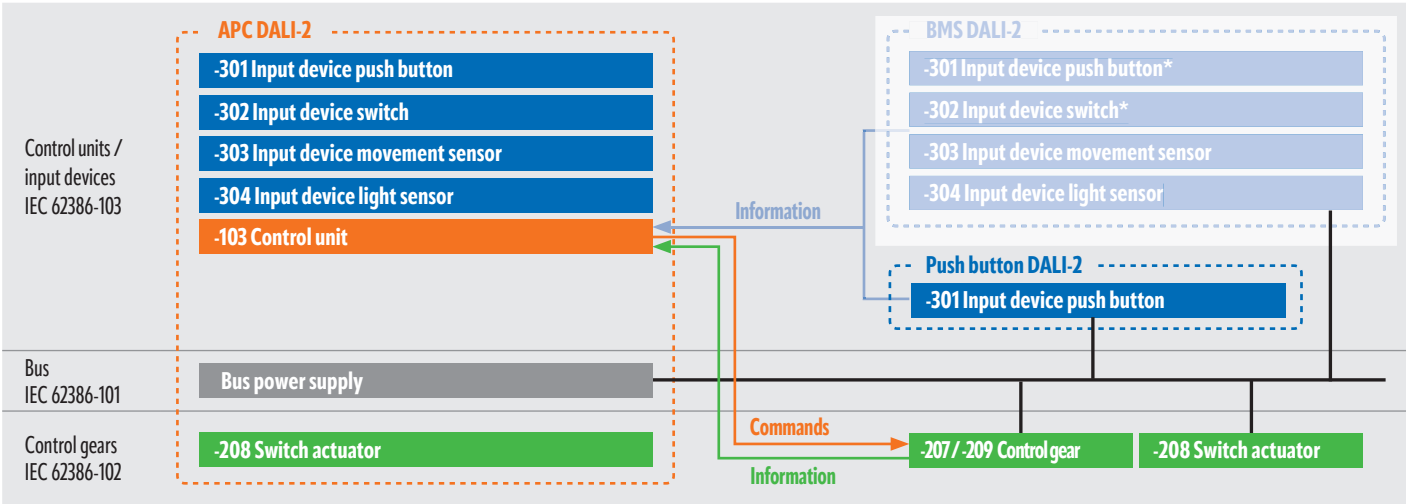 APC DALI-2
BMS DALI-2
-301 Input device push button
-301 Input device push button*
-302 Input device switch
-302 Input device switch*
Control units /
input devices
IEC 62386-103
-303 Input device movement sensor
-303 Input device movement sensor
-304 Input device light sensor
-304 Input device light sensor
Information
-103 Control unit
Push button DALI-2
-301 Input device push button
Bus
IEC 62386-101
Bus power supply
Control gears
IEC 62386-102
-208 Switch actuator
Commands
Information
-207 / -209 Control gear
-208 Switch actuator